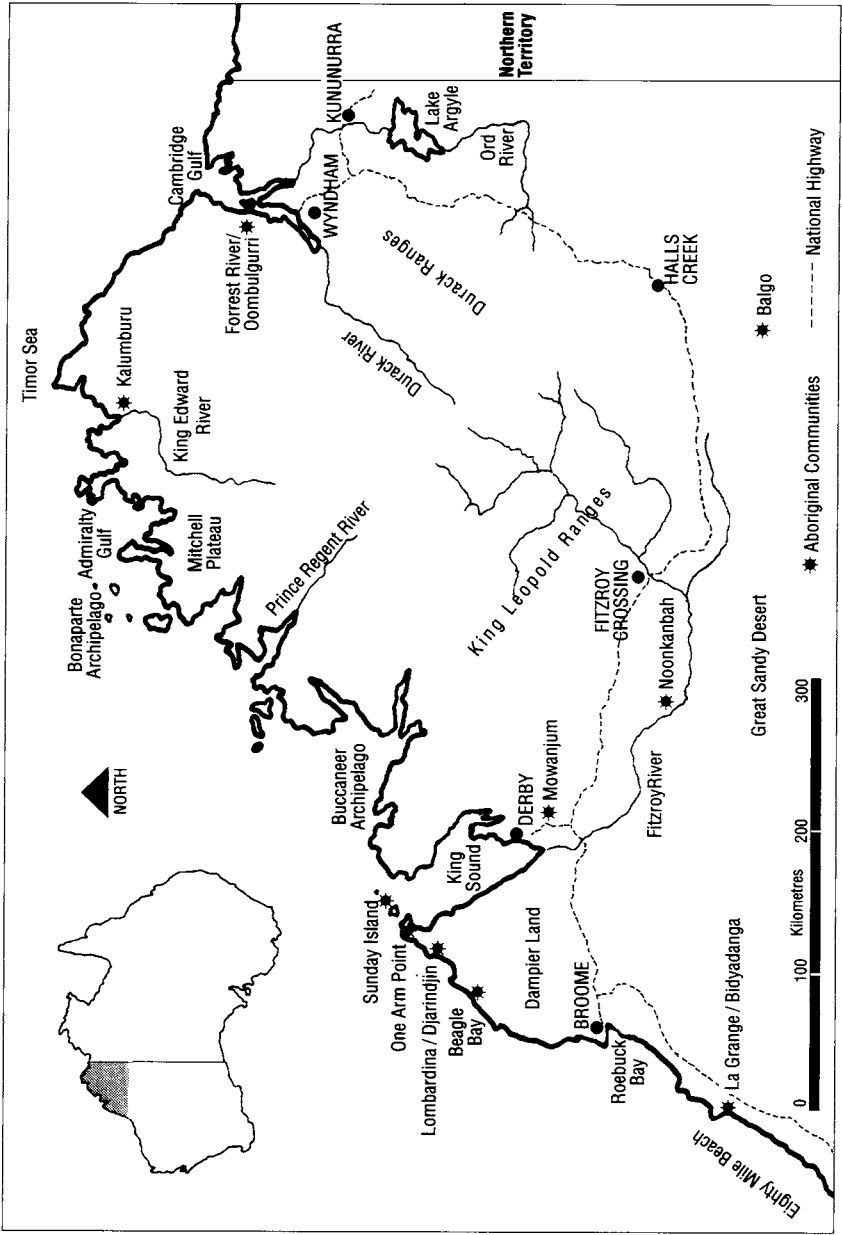 Timor Sea
Cambridge
Gulf
Bonaparte
Archipelago
Admiralty
Gulf
Kalumburu
King Edward
River
Mitchell
Plateau
Forrest River/
Oombulgurri
WYNDHAM
KUNUNURRA
Lake
Argyle
Ord
River
Northern
Territory
NORTH
Prince Regent River
Durack River
Durack Ranges
Buccaneer
Archipelago
Sunday Island
One Arm Point
Lombardina / Djarindjin
Beagle
Bay
King
Sound
DERBY
Mowanjum
King Leopold Ranges
Dampier Land
BROOME
Roebuck
Bay
FITZROY
CROSSING
Noonkanbah
FitzroyRiver
HALLS
CREEK
La Grange / Bidyadanga
Eighty Mile Beach
Great Sandy Desert
Balgo
0 100 200 300
Kilometres
Aboriginal Communities
National Highway